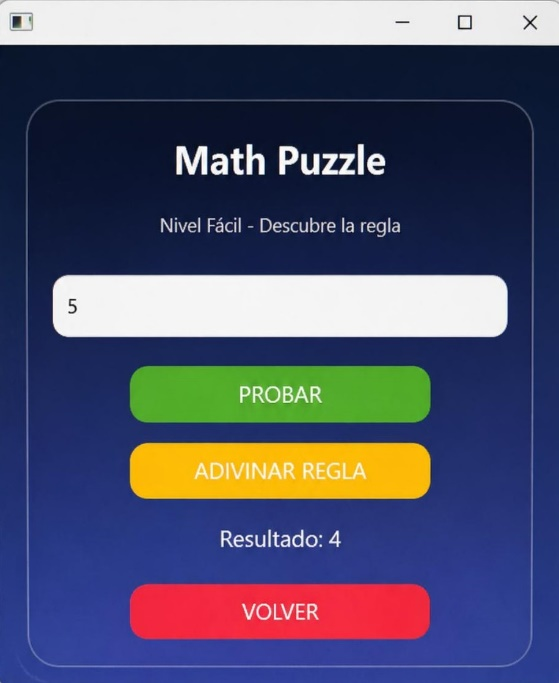 Math Puzzle
Nivel Fácil - Descubre la regla
5
PROBAR
ADIVINAR REGLA
Resultado: 4
VOLVER